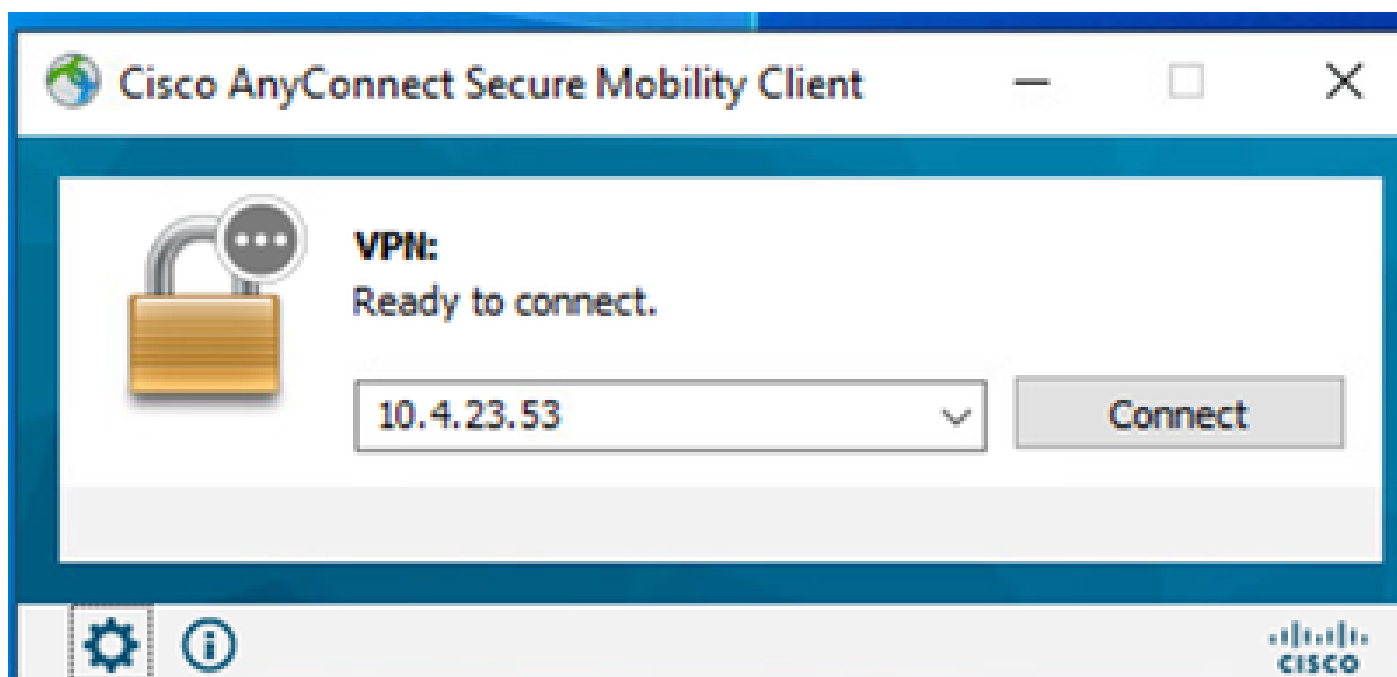 Cisco AnyConnect Secure Mobility Client
VPN:
Ready to connect.
10.4.23.53
Connect
CISCO